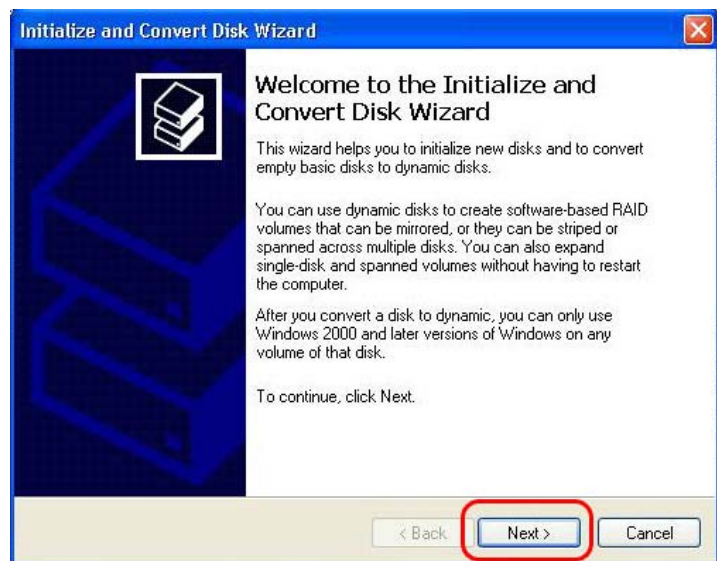 Initialize and Convert Disk Wizard
Welcome to the Initialize and
Convert Disk Wizard
This wizard helps you to initialize new disks and to convert
empty basic disks to dynamic disks.
You can use dynamic disks to create software-based RAID
volumes that can be mirrored, or they can be striped or
spanned across multiple disks. You can also expand
single-disk and spanned volumes without having to restart
the computer.
After you convert a disk to dynamic, you can only use
Windows 2000 and later versions of Windows on any
volume of that disk.
To continue, click Next.
< Back Next > Cancel